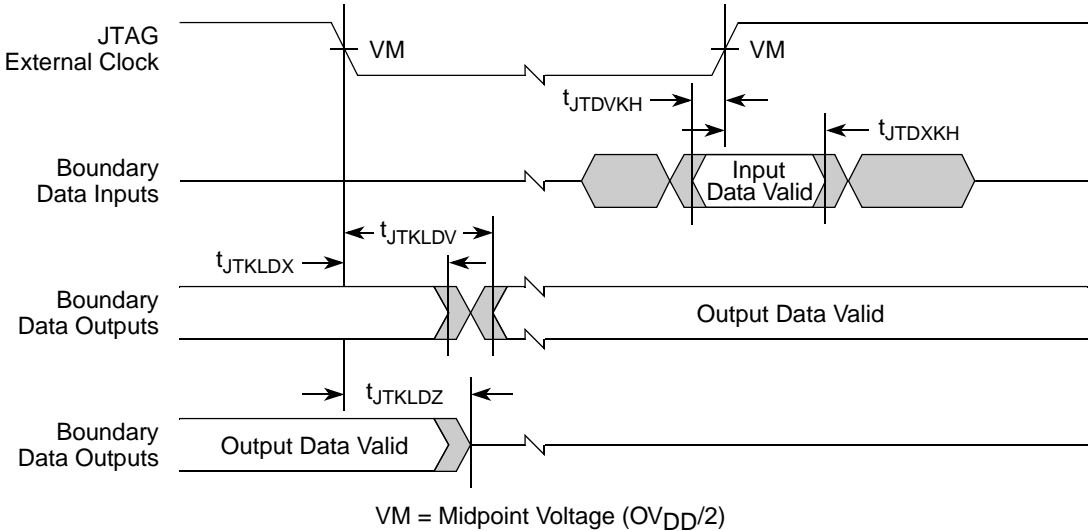 JTAG
External Clock
VM
VM
tJTDVKH
tJTDXKH
Boundary
Data Inputs
Input
Data Valid
tJTKLDV
tJTKLDX
Boundary
Data Outputs
Output Data Valid
tJTKLDZ
Boundary
Data Outputs
Output Data Valid
VM = Midpoint Voltage (OVDD/2)